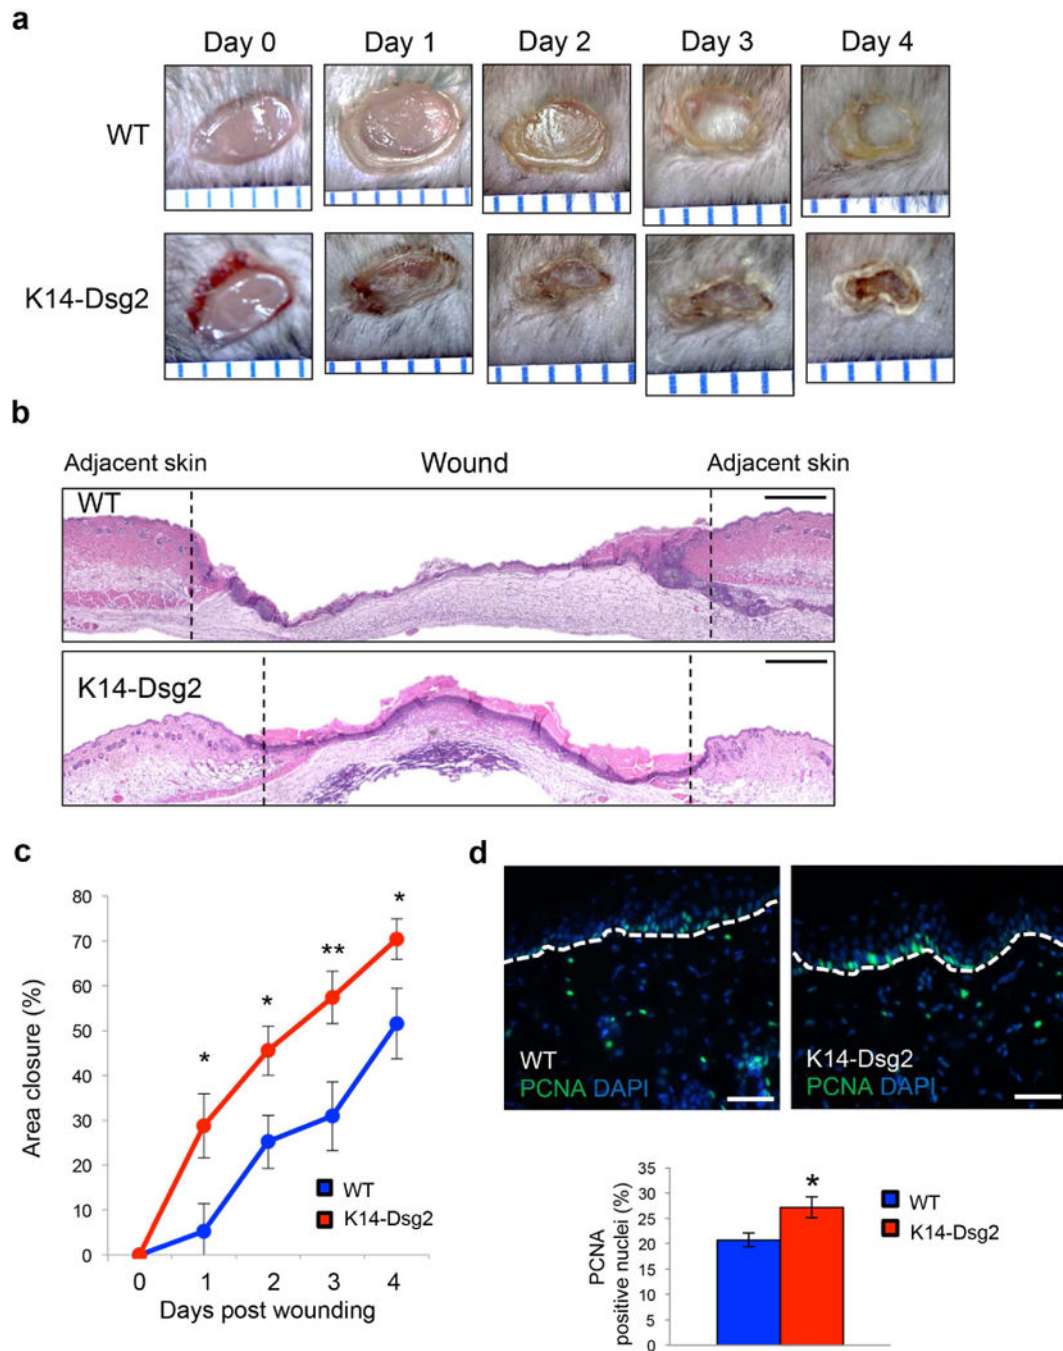 a
Day 0 Day 1 Day 2 Day 3 Day 4
WT
K14-Dsg2
b
Adjacent skin Wound Adjacent skin
WT
K14-Dsg2
c
80
70
60
50
40
30
20
10
0
Area closure (%)
* * ** *
WT
K14-Dsg2
0 1 2 3 4
Days post wounding
d
WT
PCNA DAPI
K14-Dsg2
PCNA DAPI
35
30
25
20
15
10
5
0
PCNA
positive nuclei (%)
*
WT
K14-Dsg2